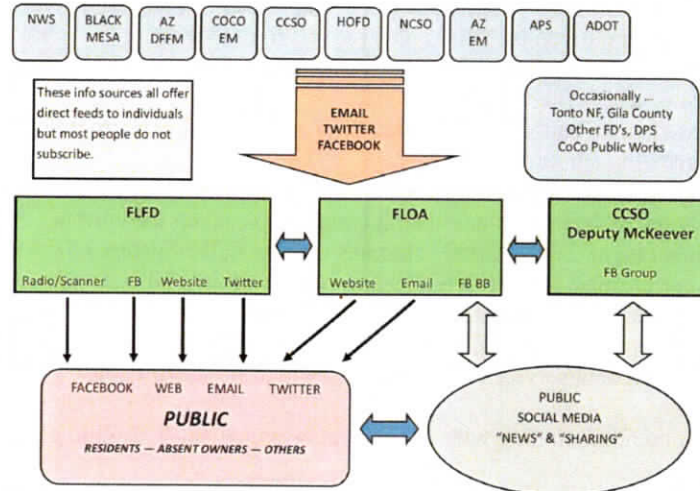 NWS
BLACK
MESA
AZ
DFFM
COCO
EM
CCSO
HOFD
NCSO
AZ
EM
APS
ADOT
These info sources all offer
direct feeds to individuals
but most people do not
subscribe.
EMAIL
TWITTER
FACEBOOK
Occasionally ...
Tonto NF, Gila County
Other FD's, DPS
CoCo Public Works
FLFD
Radio/Scanner FB Website Twitter
FLOA
Website Email FB BB
CCSO
Deputy McKeever
FB Group
FACEBOOK WEB EMAIL TWITTER
PUBLIC
RESIDENTS — ABSENT OWNERS — OTHERS
PUBLIC
SOCIAL MEDIA
"NEWS" & "SHARING"